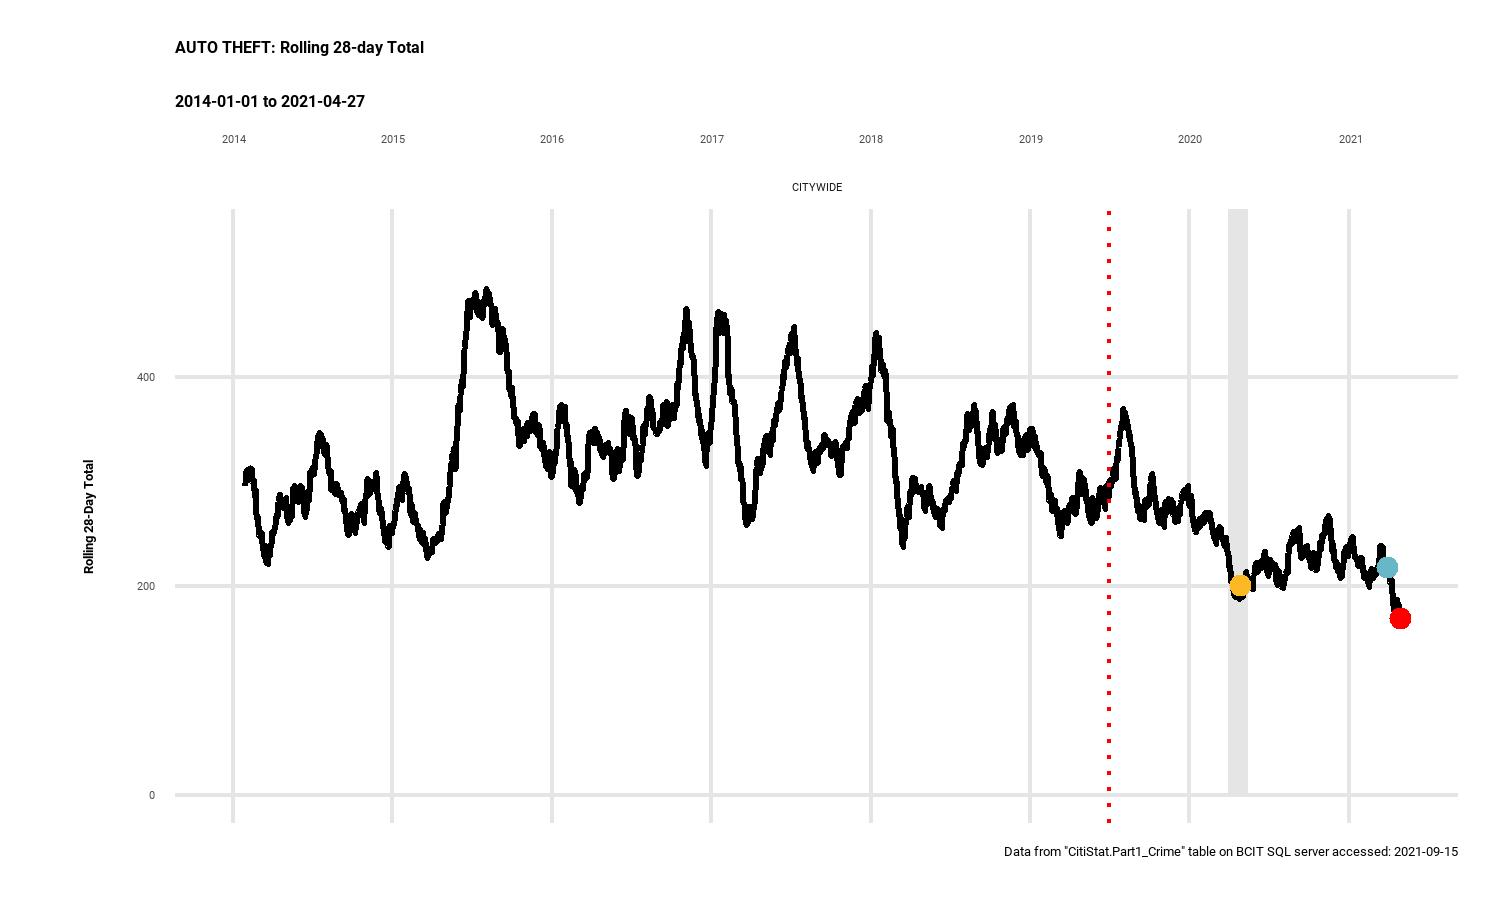 AUTO THEFT: Rolling 28-day Total
2014-01-01 to 2021-04-27
2014 2015 2016 2017 2018 2019 2020 2021
CITYWIDE
400
Rolling 28-Day Total
200
0
Data from "CitiStat.Part1_Crime" table on BCIT SQL server accessed: 2021-09-15